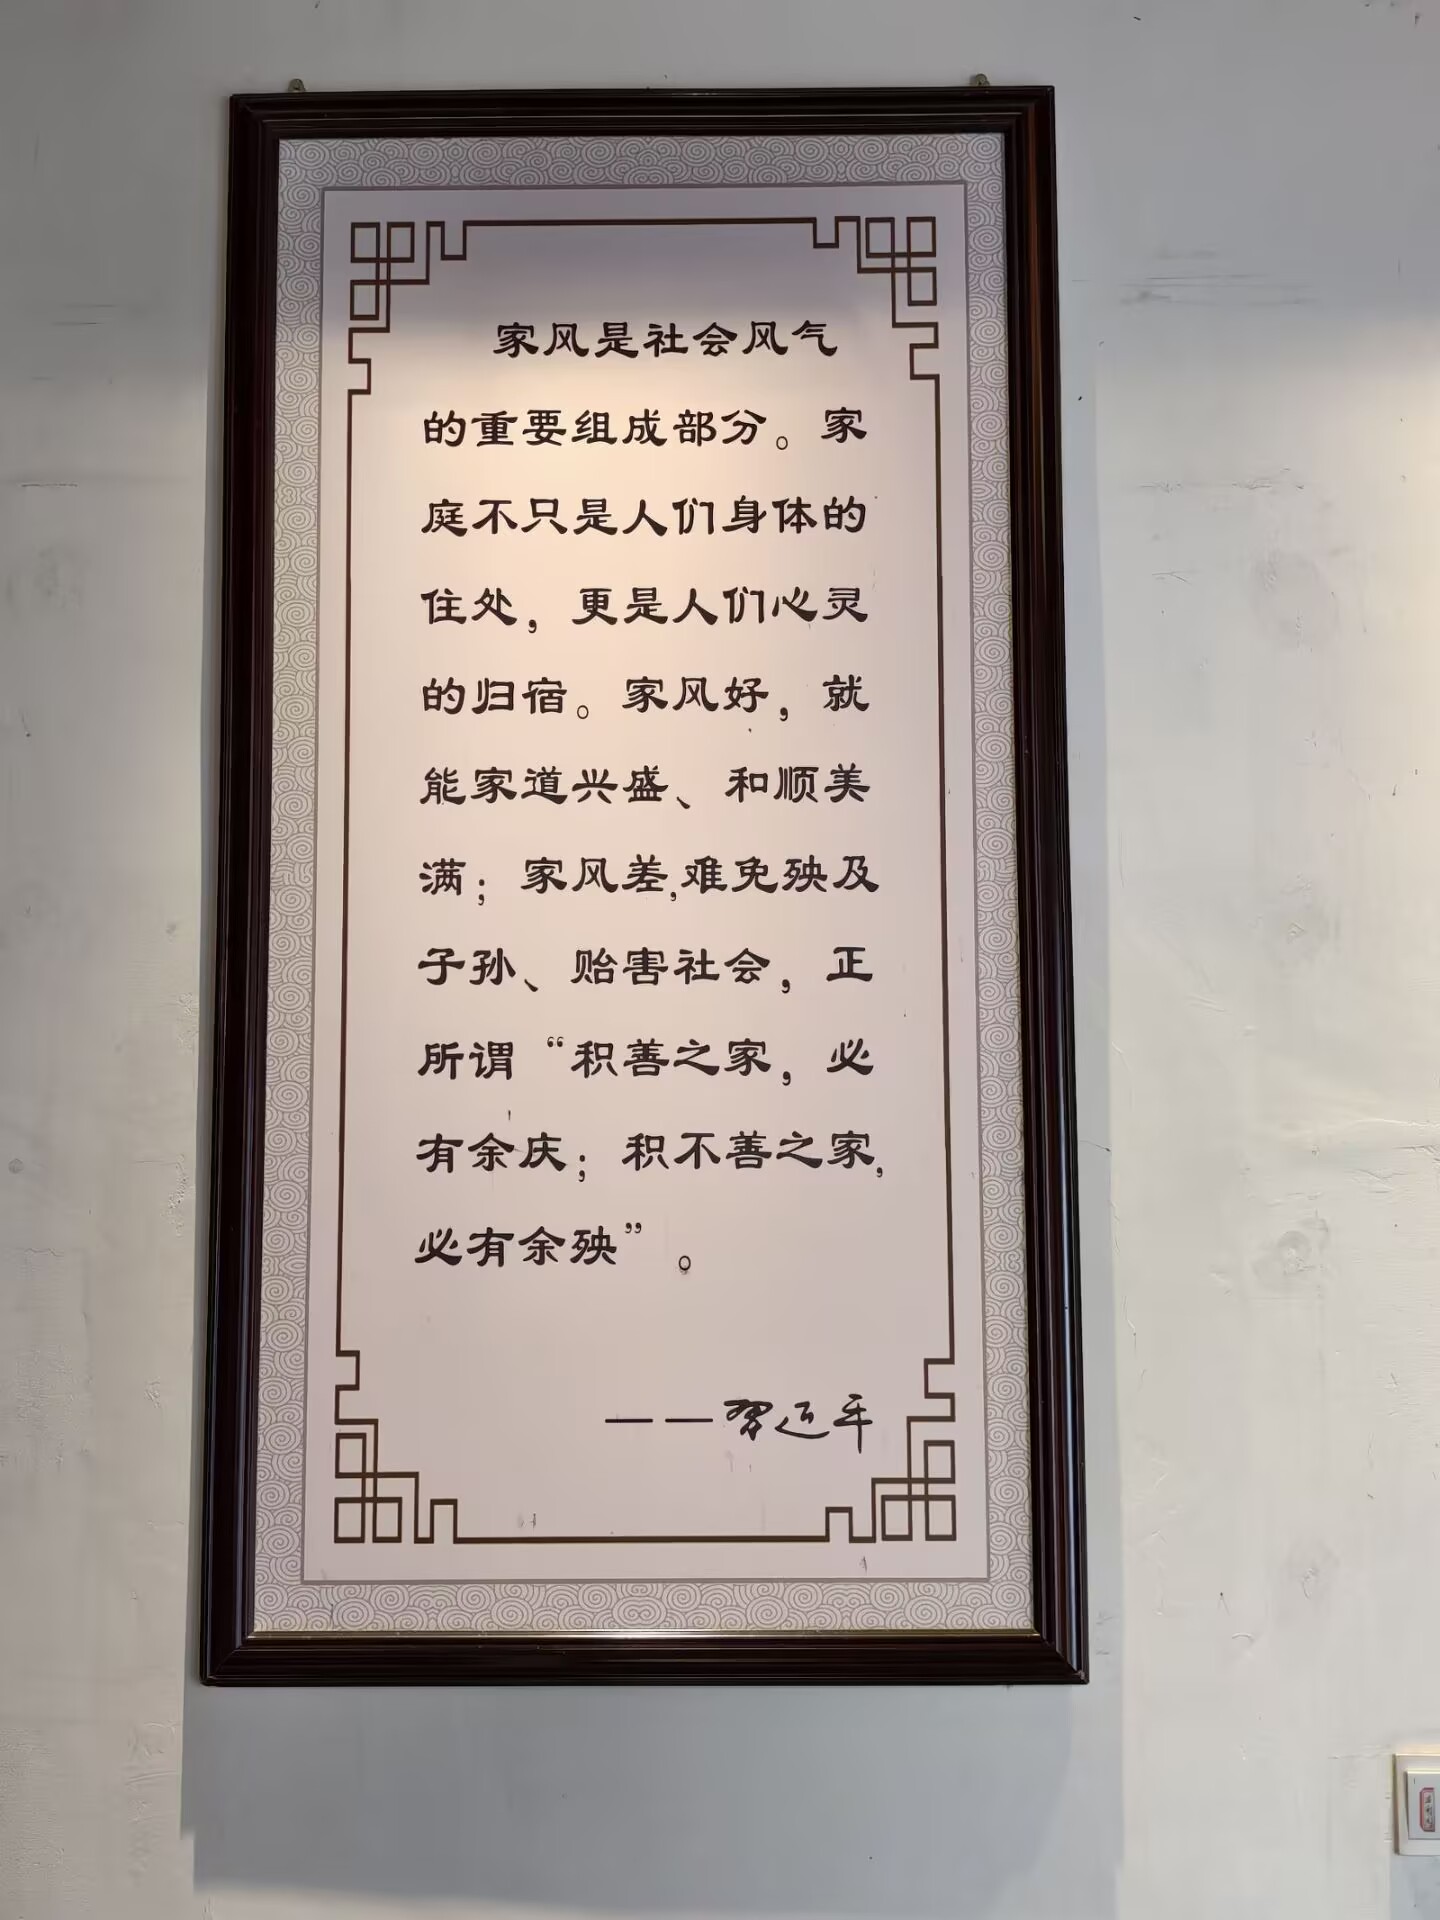 家风是社会风气
的重要组成部分。家
庭不只是人们身体的
住处，更是人们心灵
的归宿。家风好，就
能家道兴盛、和顺美
满；家风差,难免殃及
子孙、贻害社会，正
所谓“积善之家，必
有余庆；积不善之家,
必有余殃”。
——习近平